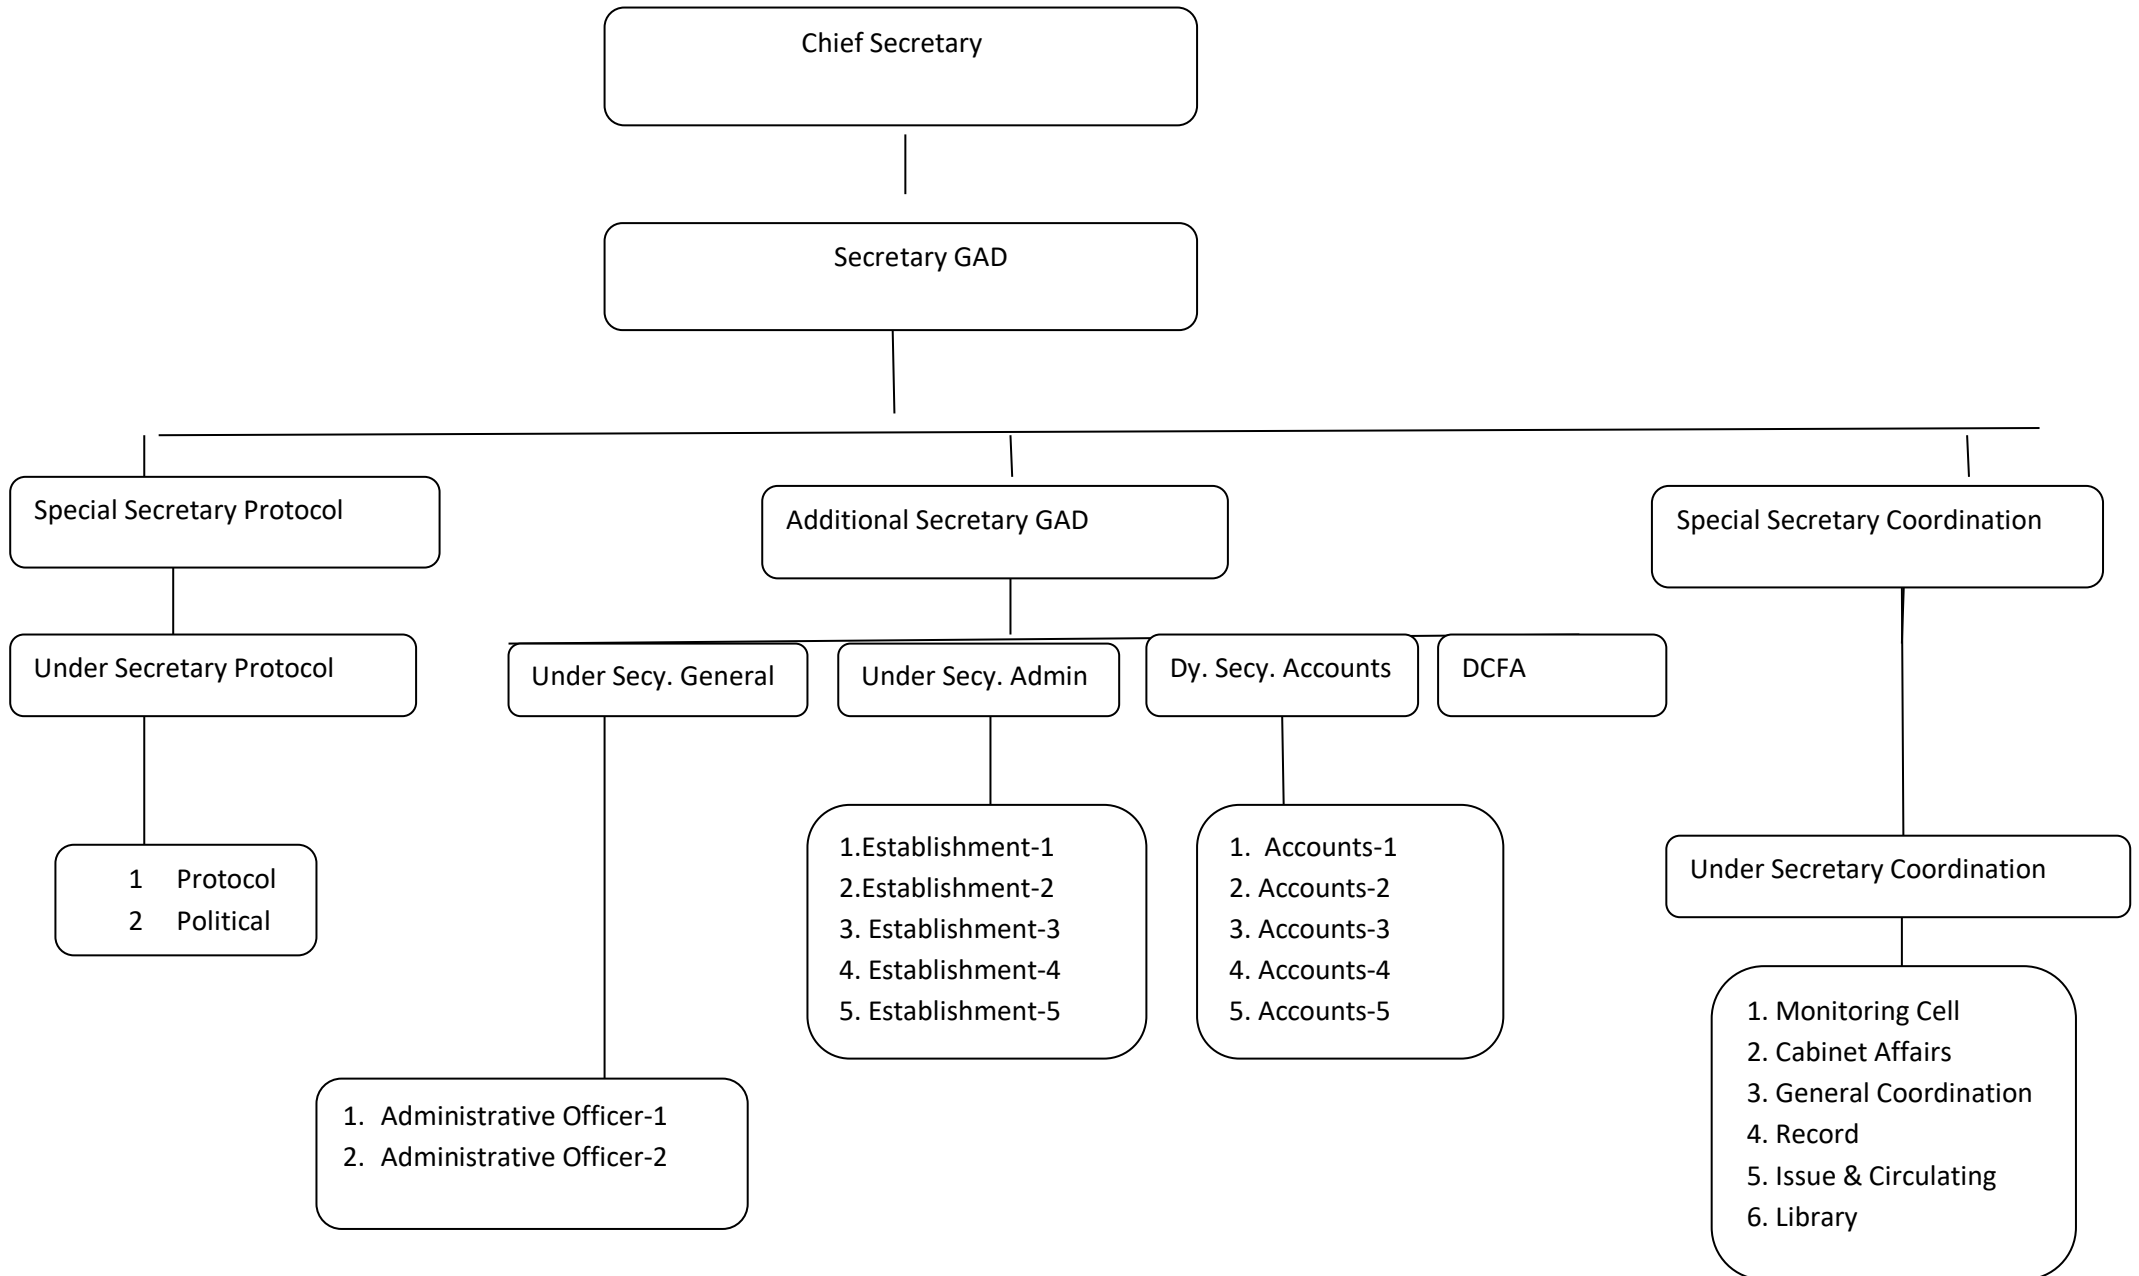 Chief Secretary
Secretary GAD
Special Secretary Protocol
Additional Secretary GAD
Special Secretary Coordination
Under Secretary Protocol
Under Secy. General
Under Secy. Admin
Dy. Secy. Accounts
DCFA
1 Protocol
2 Political
1.Establishment-1
2.Establishment-2
3. Establishment-3
4. Establishment-4
5. Establishment-5
1. Accounts-1
2. Accounts-2
3. Accounts-3
4. Accounts-4
5. Accounts-5
Under Secretary Coordination
1. Administrative Officer-1
2. Administrative Officer-2
1. Monitoring Cell
2. Cabinet Affairs
3. General Coordination
4. Record
5. Issue & Circulating
6. Library